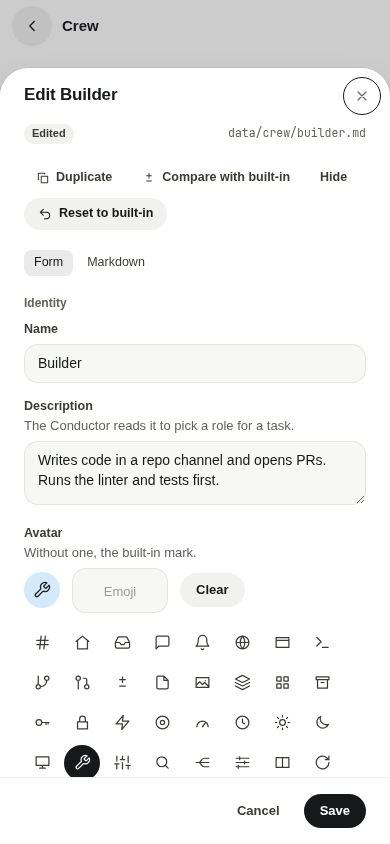 Crew
Edit Builder
Edited
data/crew/builder.md
Duplicate
Compare with built-in
Hide
Reset to built-in
Form
Markdown
Identity
Name
Builder
Description
The Conductor reads it to pick a role for a task.
Writes code in a repo channel and opens PRs.
Runs the linter and tests first.
Avatar
Without one, the built-in mark.
Emoji
Clear
Cancel
Save